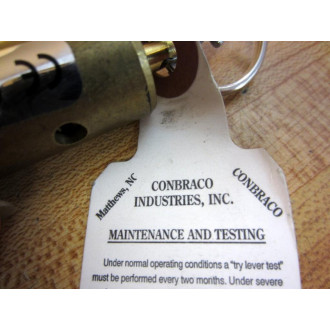 Matthews, NC
CONBRACO
INDUSTRIES, INC.
CONBRACO
MAINTENANCE AND TESTING
Under normal operating conditions a "try lever test"
must be performed every two months. Under severe